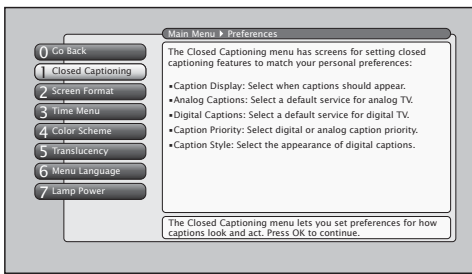 Main Menu ▸ Preferences
0 Go Back
1 Closed Captioning
2 Screen Format
3 Time Menu
4 Color Scheme
5 Translucency
6 Menu Language
7 Lamp Power
The Closed Captioning menu has screens for setting closed
captioning features to match your personal preferences:
▪Caption Display: Select when captions should appear.
▪Analog Captions: Select a default service for analog TV.
▪Digital Captions: Select a default service for digital TV.
▪Caption Priority: Select digital or analog caption priority.
▪Caption Style: Select the appearance of digital captions.
The Closed Captioning menu lets you set preferences for how
captions look and act. Press OK to continue.